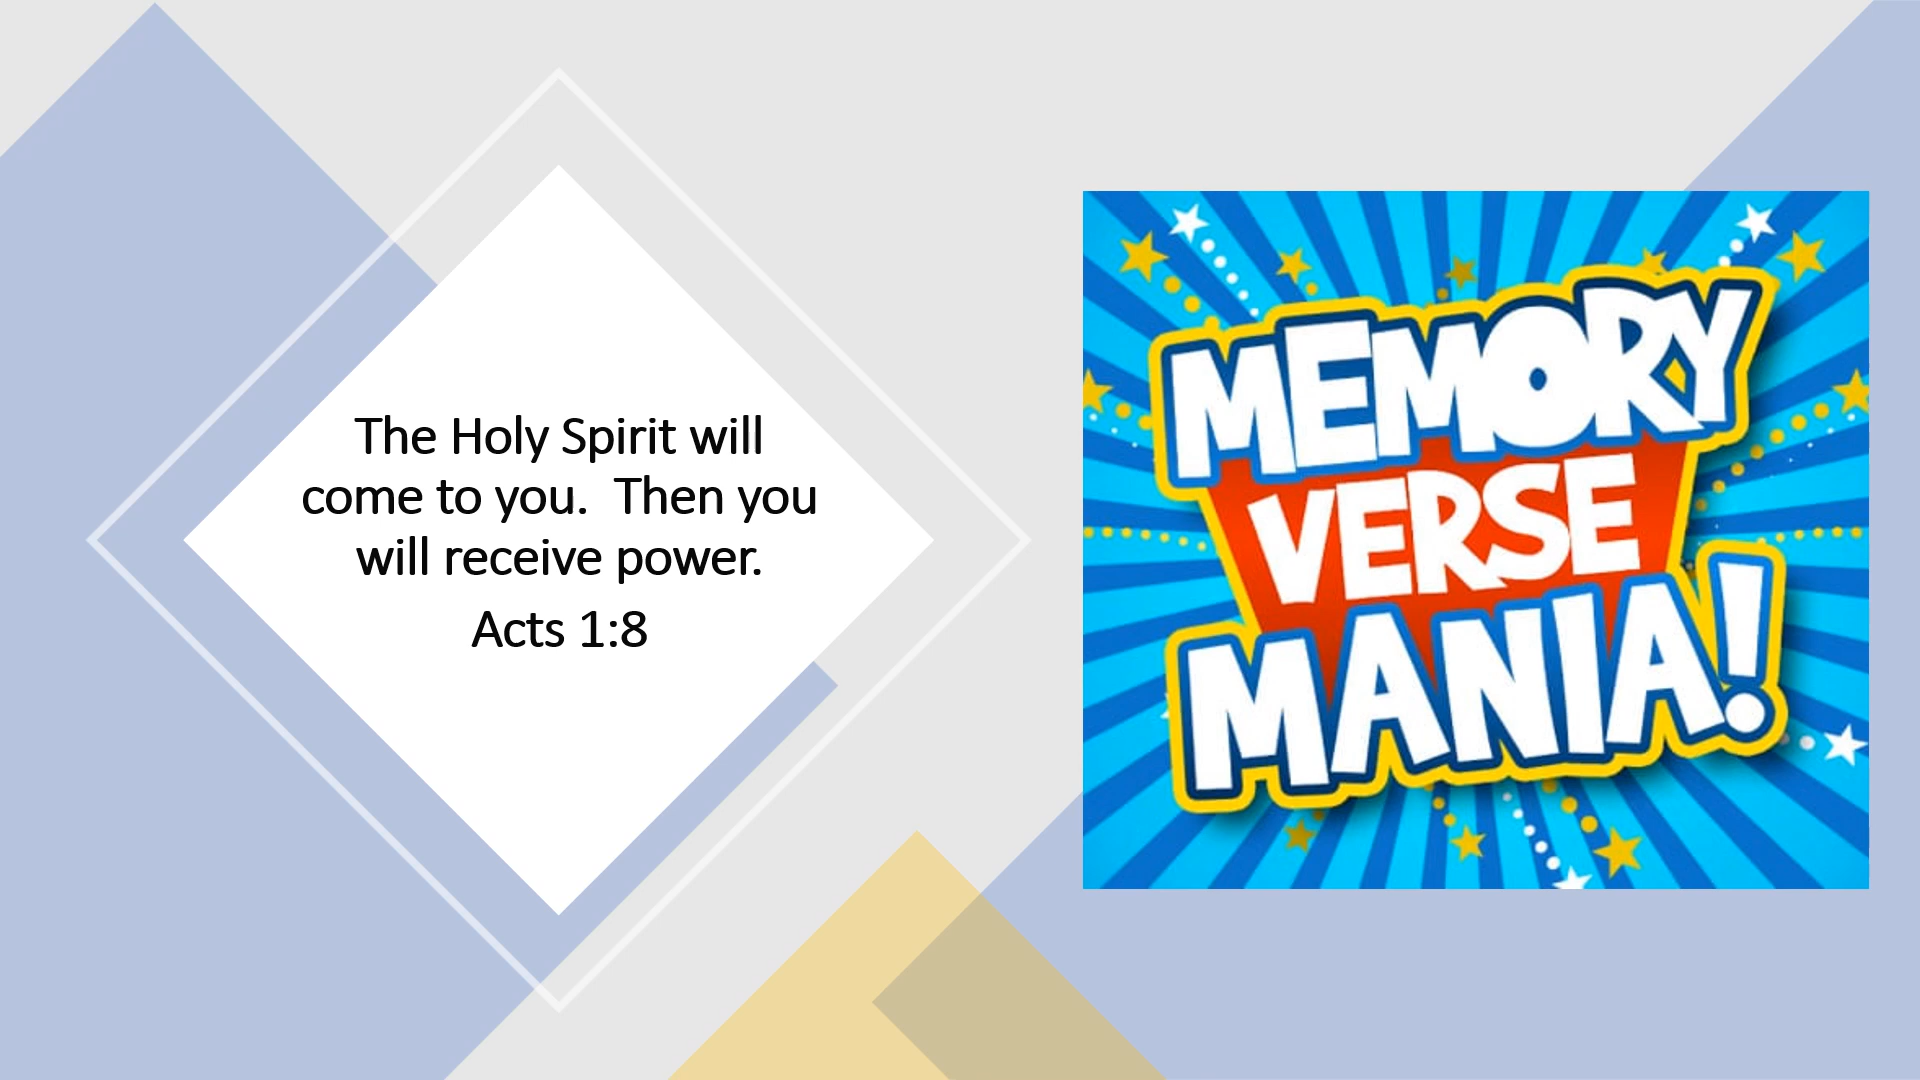 The Holy Spirit will
come to you.  Then you
will receive power.
Acts 1:8
MEMORY
VERSE
MANIA!